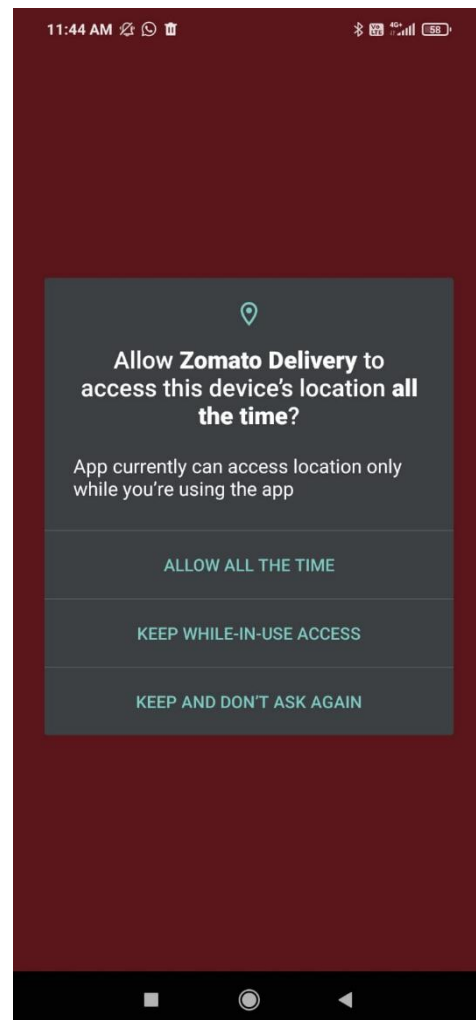 11:44 AM
4G+
58
Allow Zomato Delivery to
access this device's location all
the time?
App currently can access location only
while you're using the app
ALLOW ALL THE TIME
KEEP WHILE-IN-USE ACCESS
KEEP AND DON'T ASK AGAIN